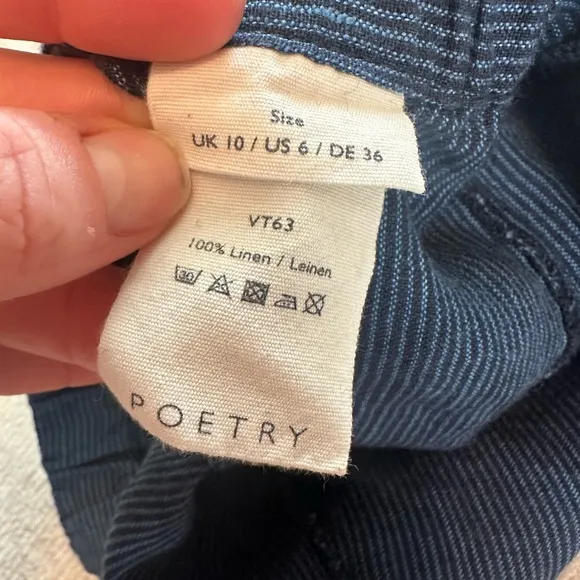 Size
UK 10 / US 6 / DE 36
VT63
100% Linen / Leinen
30
POETRY